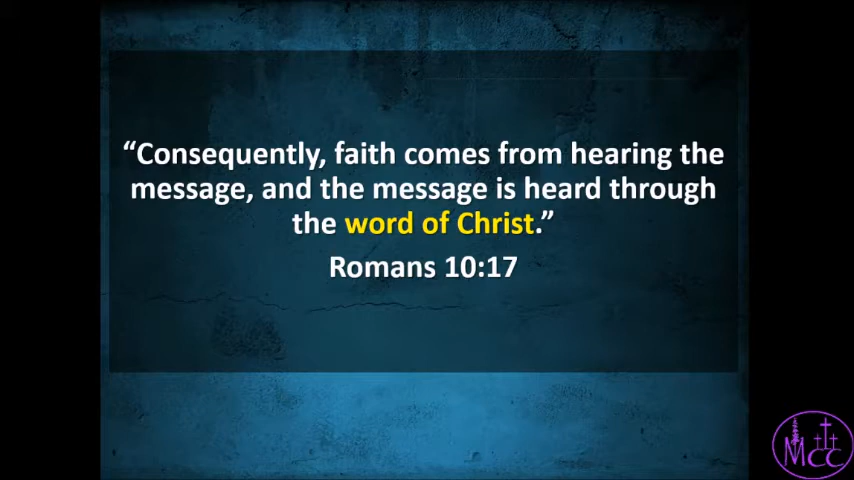 “Consequently, faith comes from hearing the
message, and the message is heard through
the word of Christ.”
Romans 10:17
MCC